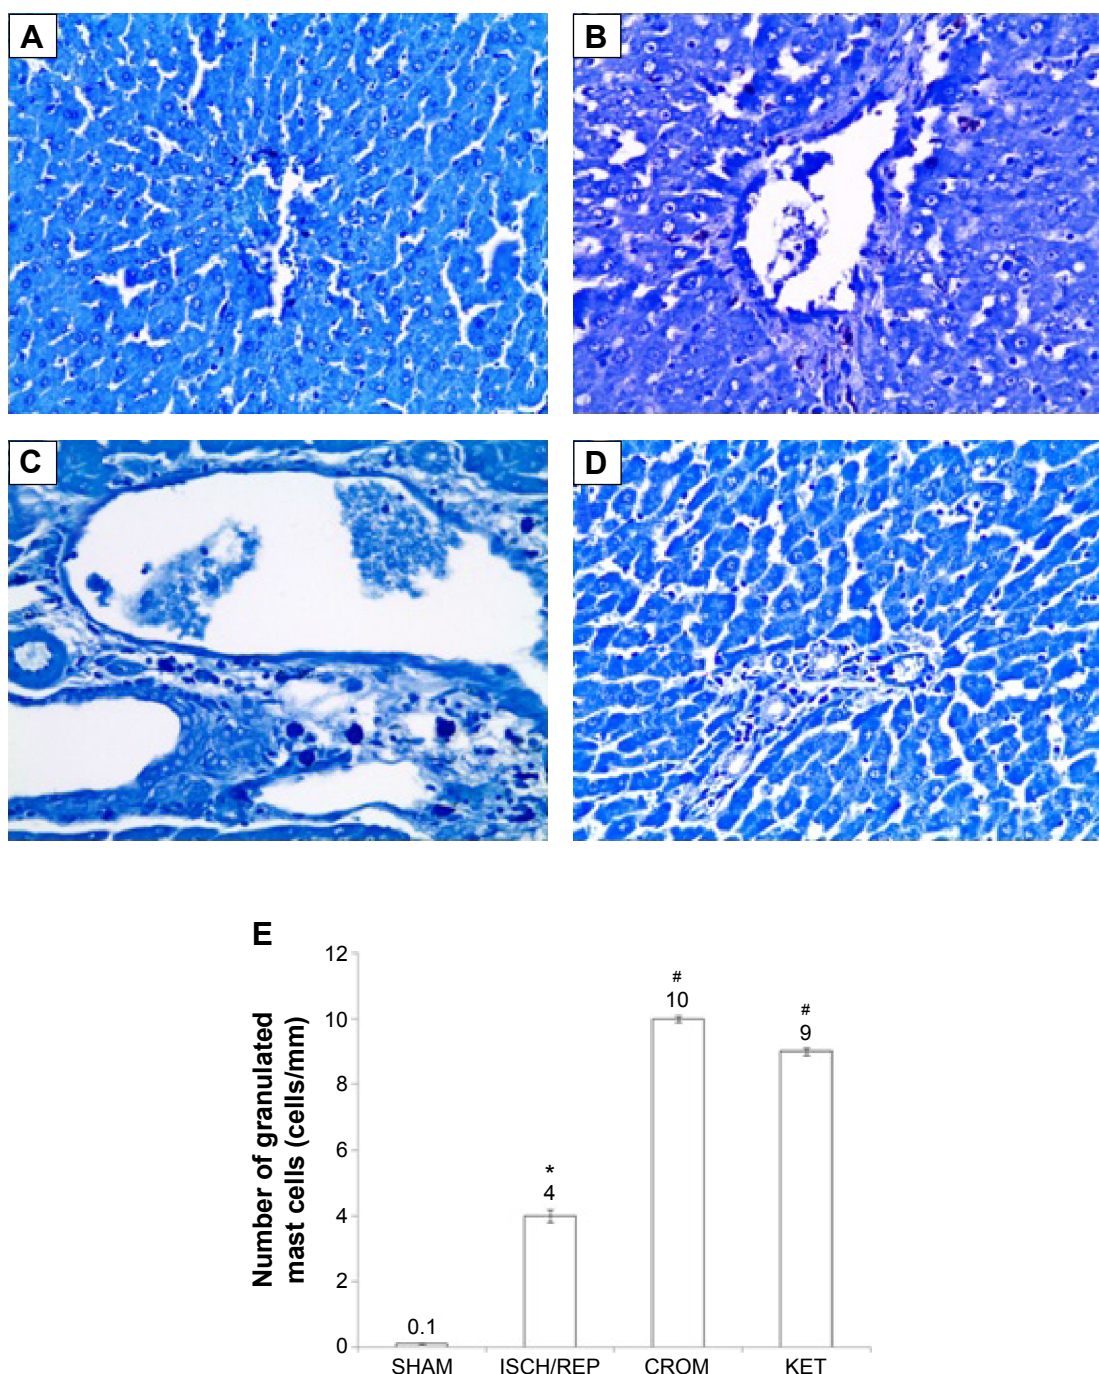 A
B
C
D
E
Number of granulated
mast cells (cells/mm)
12
10
8
6
4
2
0
0.1
*
4
#
10
#
9
SHAM
ISCH/REP
CROM
KET